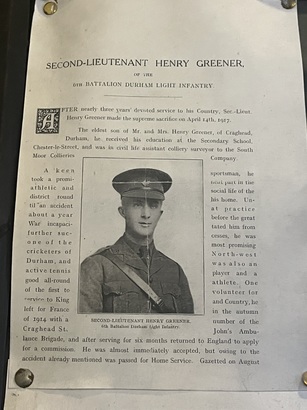 SECOND-LIEUTENANT HENRY GREENER,
OF THE
6TH BATTALION DURHAM LIGHT INFANTRY.
AFTER nearly three years' devoted service to his Country, Sec.-Lieut.
Henry Greener made the supreme sacrifice on April 14th, 1917.
The eldest son of Mr. and Mrs. Henry Greener, of Craghead,
Durham, he received his education at the Secondary School,
Chester-le-Street, and was in civil life assistant colliery surveyor to the South
Moor Collieries Company
A keen sportsman, he
took a promi- nent part in the
athletic and social life of the
district round his home. Un-
til an accident at practice
about a year before the great
War incapaci- tated him from
further suc- cesses, he was
one of the most promising
cricketers of North-west
Durham, and was also an
active tennis player and a
good all-round athlete. One
of the first to volunteer for
service to King and Country, he
left for France in the autumn
of 1914 with a number of the
Craghead St. John's Ambu-
SECOND-LIEUTENANT HENRY GREENER,
6th Battalion Durham Light Infantry
lance Brigade, and after serving for six months returned to England to apply
for a commission. He was almost immediately accepted, but owing to the
accident already mentioned was passed for Home Service. Gazetted on August